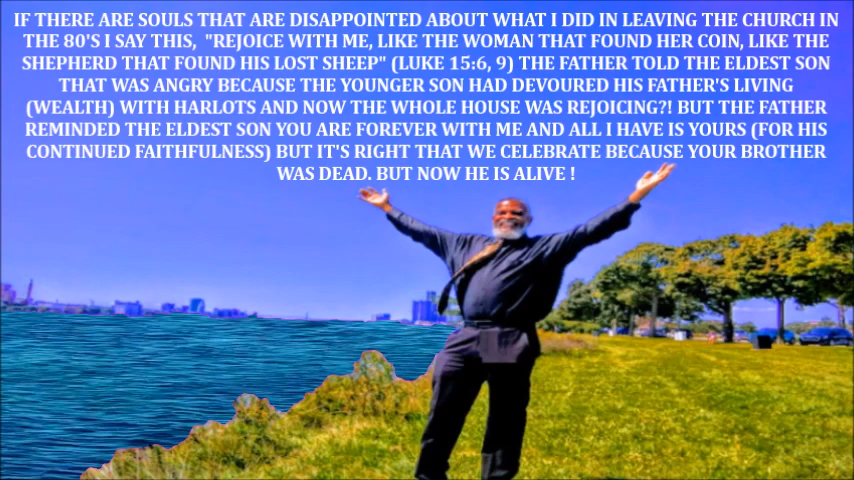 IF THERE ARE SOULS THAT ARE DISAPPOINTED ABOUT WHAT I DID IN LEAVING THE CHURCH IN
THE 80'S I SAY THIS,  "REJOICE WITH ME, LIKE THE WOMAN THAT FOUND HER COIN, LIKE THE
SHEPHERD THAT FOUND HIS LOST SHEEP" (LUKE 15:6, 9) THE FATHER TOLD THE ELDEST SON
THAT WAS ANGRY BECAUSE THE YOUNGER SON HAD DEVOURED HIS FATHER'S LIVING
(WEALTH) WITH HARLOTS AND NOW THE WHOLE HOUSE WAS REJOICING?! BUT THE FATHER
REMINDED THE ELDEST SON YOU ARE FOREVER WITH ME AND ALL I HAVE IS YOURS (FOR HIS
CONTINUED FAITHFULNESS) BUT IT'S RIGHT THAT WE CELEBRATE BECAUSE YOUR BROTHER
WAS DEAD. BUT NOW HE IS ALIVE !